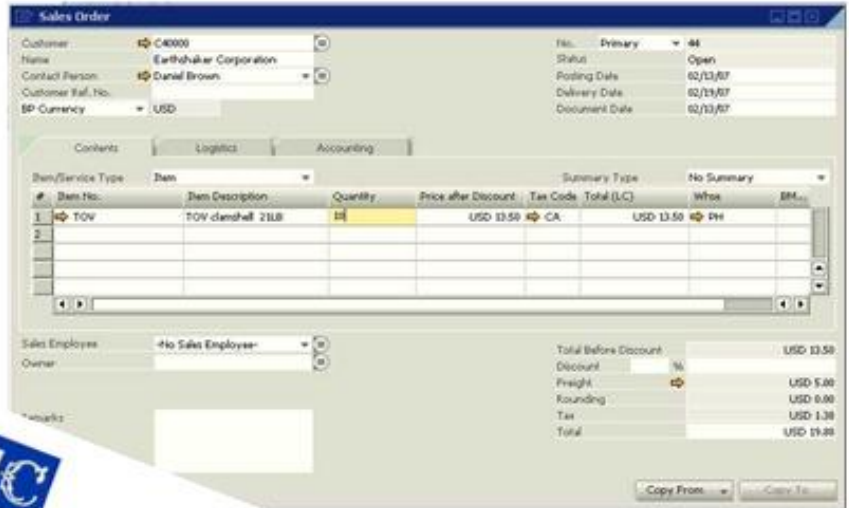 Sales Order
Customer C40000
Name Earthshaker Corporation
Contact Person Daniel Brown
Customer Ref. No.
BP Currency USD
No. Primary 44
Status Open
Posting Date 02/13/07
Delivery Date 02/19/07
Document Date 02/13/07
Contents Logistics Accounting
Item/Service Type Item Summary Type No Summary
# Item No. Item Description Quantity Price after Discount Tax Code Total (LC) Whse BM...
1 TOV TOV clamshell 21LB USD 13.50 CA USD 13.50 PH
2
Sales Employee -No Sales Employee-
Owner
Remarks
Total Before Discount USD 13.50
Discount %
Freight USD 5.00
Rounding USD 0.00
Tax USD 1.30
Total USD 19.80
Copy From Copy To